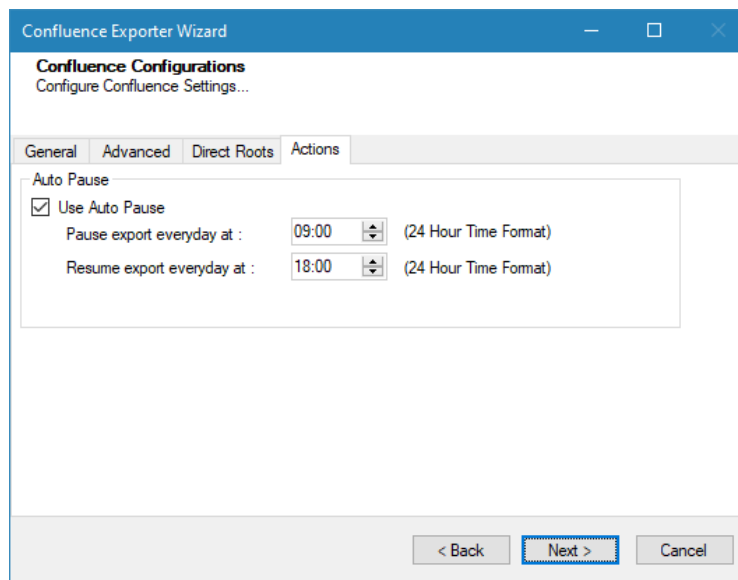 Confluence Exporter Wizard
Confluence Configurations
Configure Confluence Settings...
General Advanced Direct Roots Actions
Auto Pause
Use Auto Pause
Pause export everyday at : 09:00 (24 Hour Time Format)
Resume export everyday at : 18:00 (24 Hour Time Format)
< Back Next > Cancel